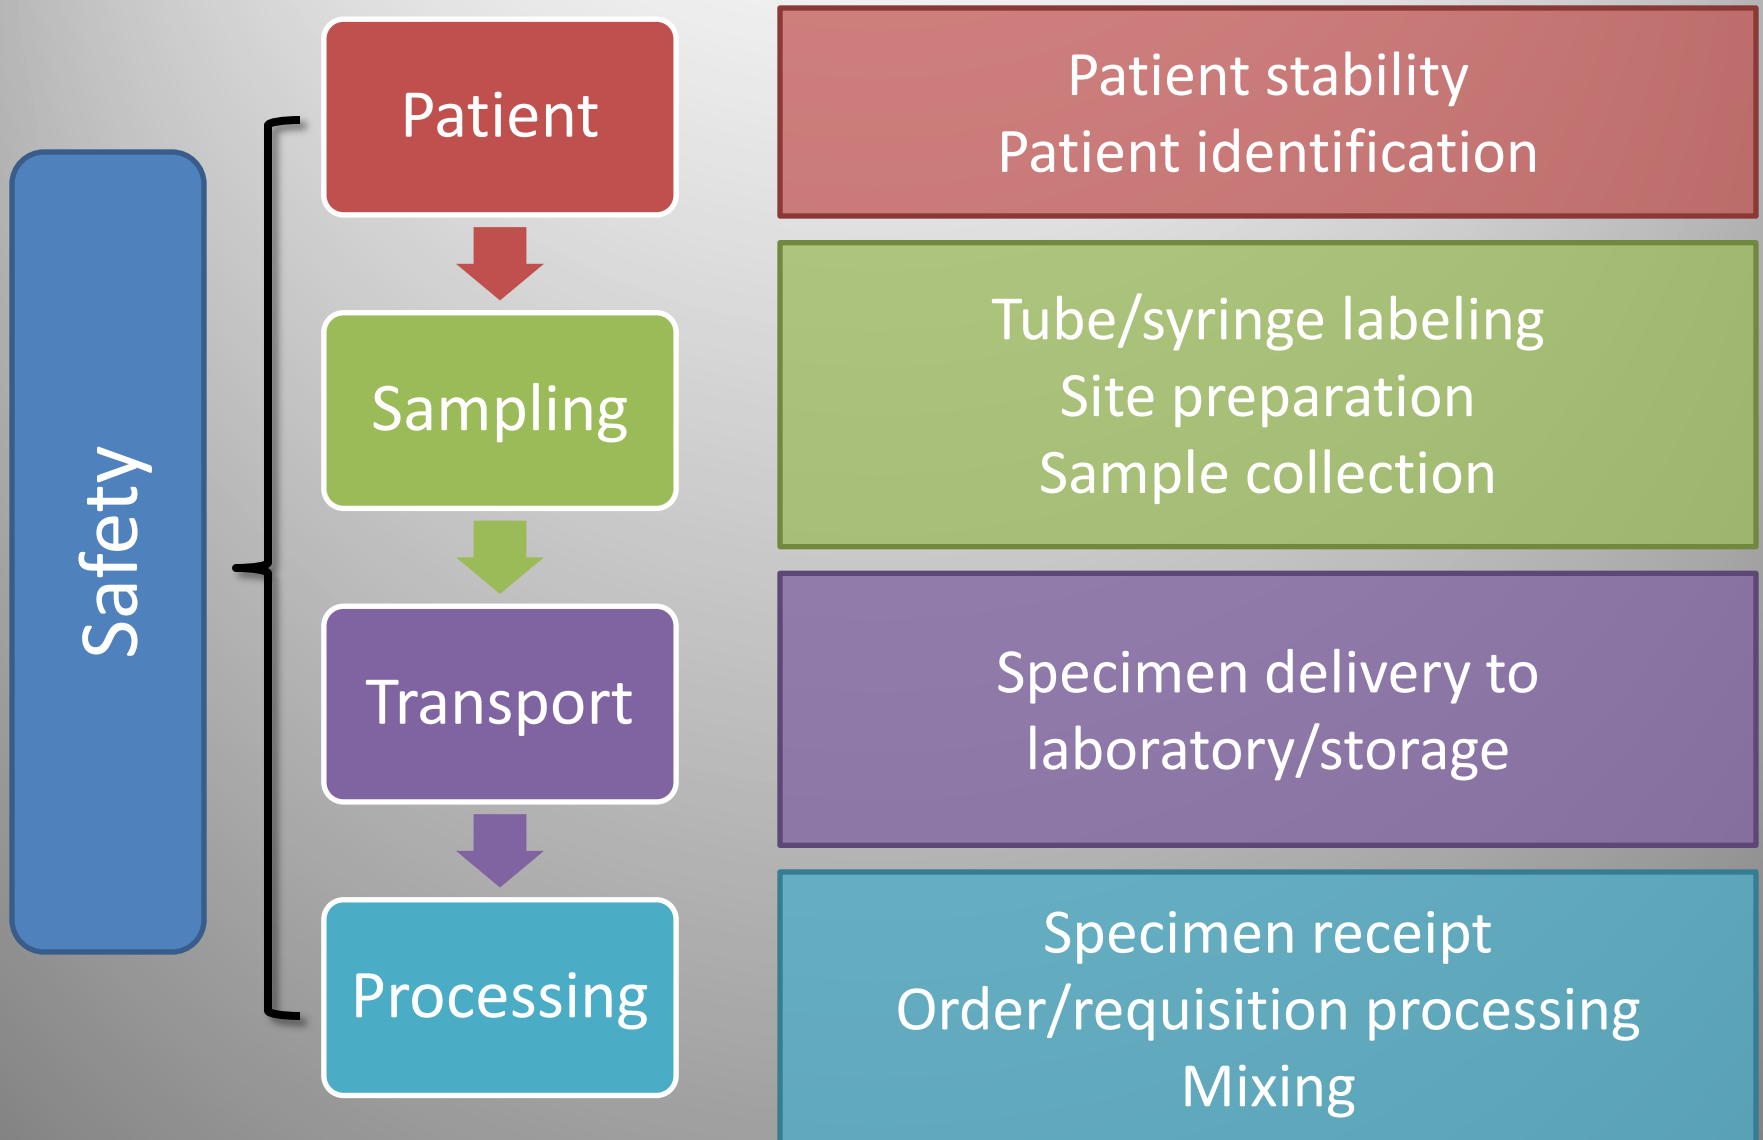 Safety
Patient
Patient stability
Patient identification
Sampling
Tube/syringe labeling
Site preparation
Sample collection
Transport
Specimen delivery to
laboratory/storage
Processing
Specimen receipt
Order/requisition processing
Mixing